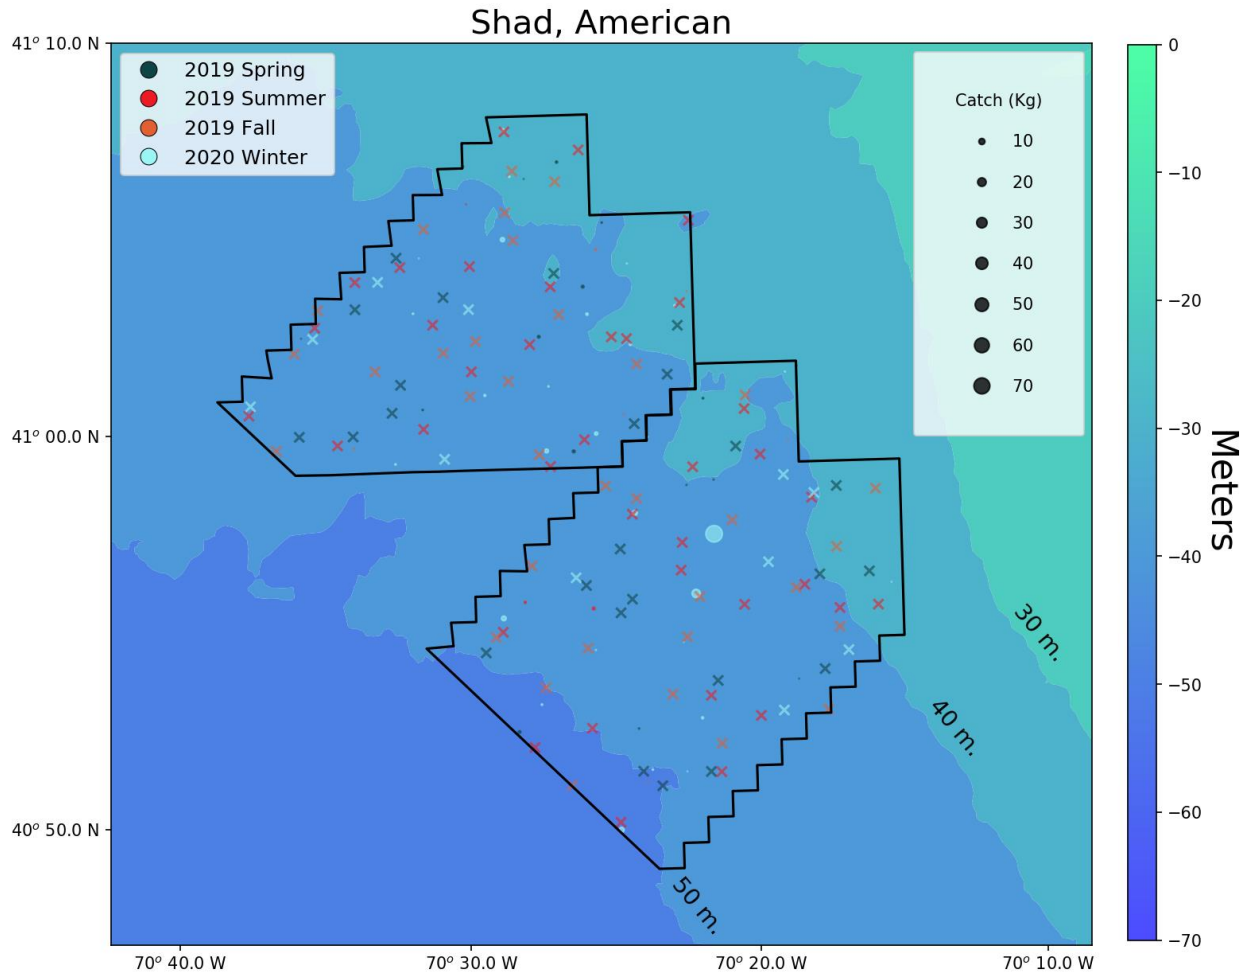 Shad, American
41° 10.0 N
41° 00.0 N
40° 50.0 N
2019 Spring
2019 Summer
2019 Fall
2020 Winter
Catch (Kg)
10
20
30
40
50
60
70
30 m.
40 m.
50 m.
70° 40.0 W
70° 30.0 W
70° 20.0 W
70° 10.0 W
0
−10
−20
−30
−40
−50
−60
−70
Meters